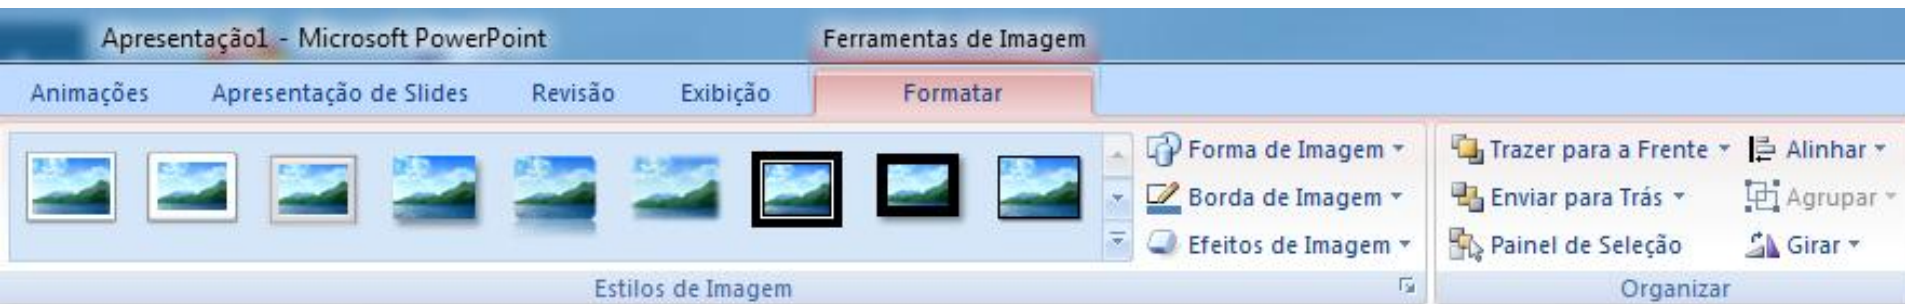 Apresentação1 - Microsoft PowerPoint
Ferramentas de Imagem
Animações Apresentação de Slides Revisão Exibição Formatar
Forma de Imagem
Borda de Imagem
Efeitos de Imagem
Estilos de Imagem
Trazer para a Frente
Enviar para Trás
Painel de Seleção
Alinhar
Agrupar
Girar
Organizar